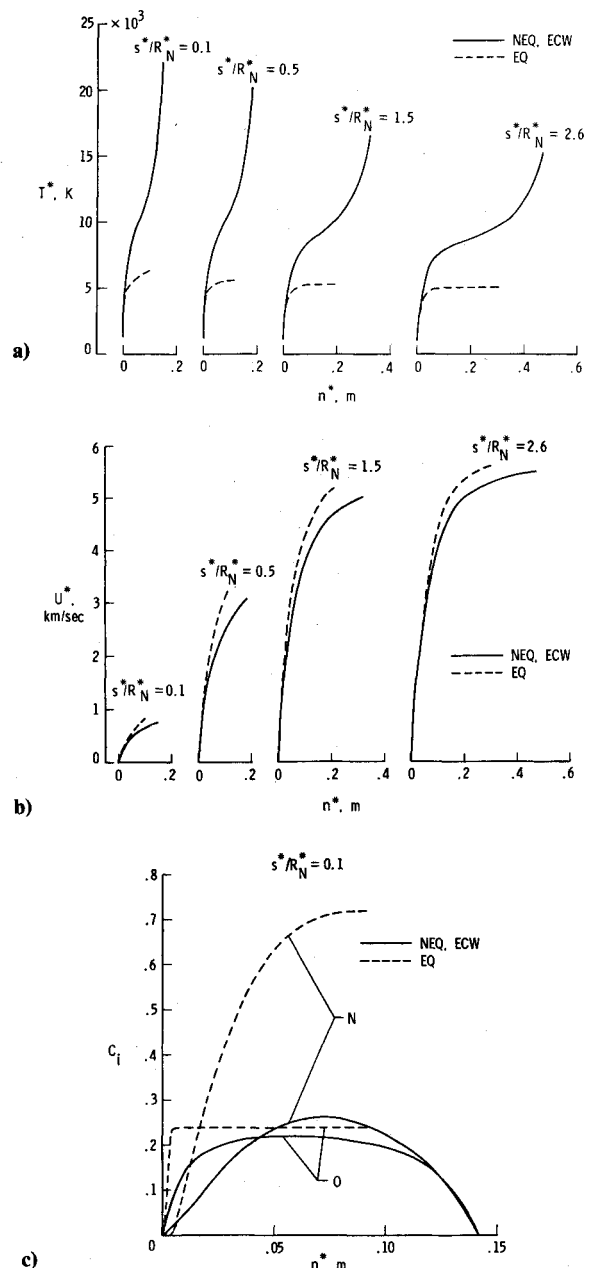 25 × 10³
s*/R*N = 0.1
s*/R*N = 0.5
NEQ, ECW
EQ
20
s*/R*N = 1.5
s*/R*N = 2.6
15
T*, K
10
5
0
0 .2 0 .2 0 .2 .4 0 .2 .4 .6
a)
n*, m
6
s*/R*N = 2.6
s*/R*N = 1.5
5
4
s*/R*N = 0.5
U*,
km/sec
3
2
NEQ, ECW
EQ
s*/R*N = 0.1
1
0
0 .2 0 .2 0 .2 .4 0 .2 .4 .6
b)
n*, m
s*/R*N = 0.1
.8
.7
NEQ, ECW
EQ
.6
.5
.4
N
Ci
.3
.2
.1
O
0 .05 .10 .15
c)
n*, m